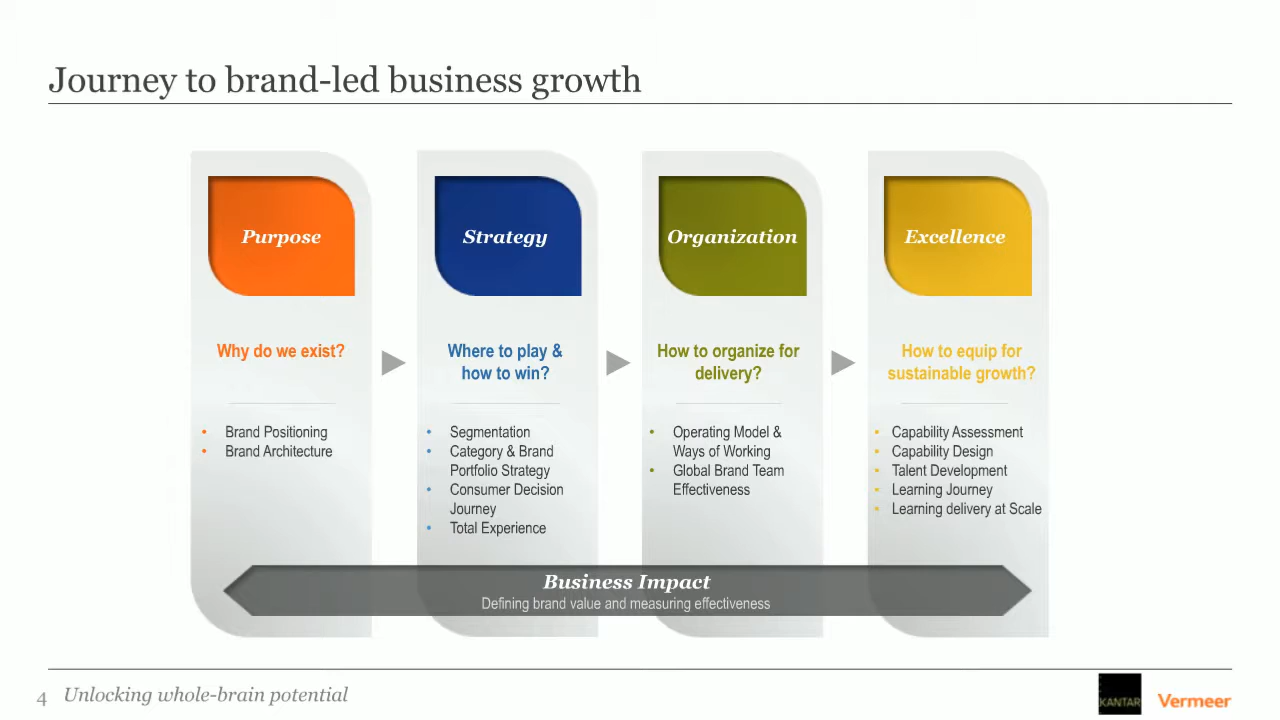 Journey to brand-led business growth
Purpose
Why do we exist?
• Brand Positioning
• Brand Architecture
Strategy
Where to play &
how to win?
• Segmentation
• Category & Brand
Portfolio Strategy
• Consumer Decision
Journey
• Total Experience
Organization
How to organize for
delivery?
• Operating Model &
Ways of Working
• Global Brand Team
Effectiveness
Excellence
How to equip for
sustainable growth?
• Capability Assessment
• Capability Design
• Talent Development
• Learning Journey
• Learning delivery at Scale
Business Impact
Defining brand value and measuring effectiveness
4 Unlocking whole-brain potential
KANTAR Vermeer